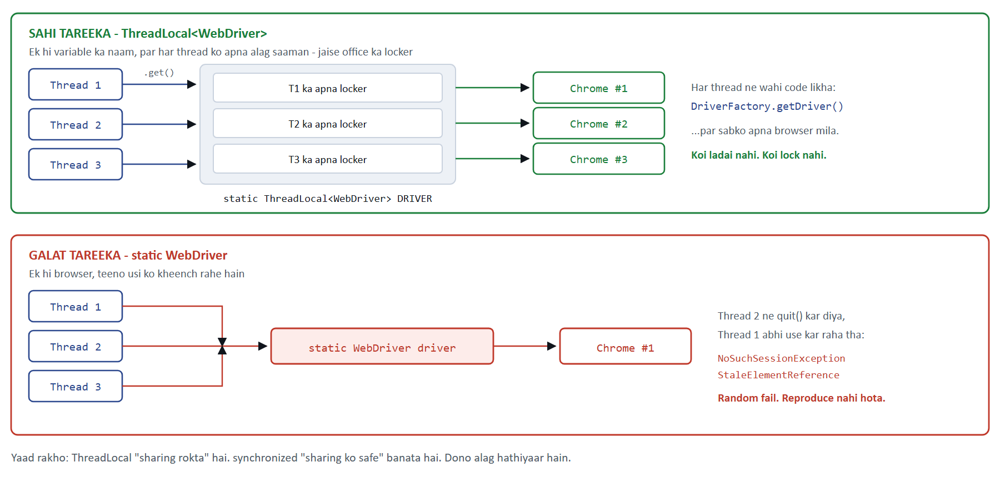 SAHI TAREEKA - ThreadLocal<WebDriver>
Ek hi variable ka naam, par har thread ko apna alag saaman - jaise office ka locker
Thread 1
.get()
T1 ka apna locker
Chrome #1
Thread 2
T2 ka apna locker
Chrome #2
Thread 3
T3 ka apna locker
Chrome #3
static ThreadLocal<WebDriver> DRIVER
Har thread ne wahi code likha:
DriverFactory.getDriver()
...par sabko apna browser mila.
Koi ladai nahi. Koi lock nahi.
GALAT TAREEKA - static WebDriver
Ek hi browser, teeno usi ko kheench rahe hain
Thread 1
Thread 2
Thread 3
static WebDriver driver
Chrome #1
Thread 2 ne quit() kar diya,
Thread 1 abhi use kar raha tha:
NoSuchSessionException
StaleElementReference
Random fail. Reproduce nahi hota.
Yaad rakho: ThreadLocal "sharing rokta" hai. synchronized "sharing ko safe" banata hai. Dono alag hathiyaar hain.